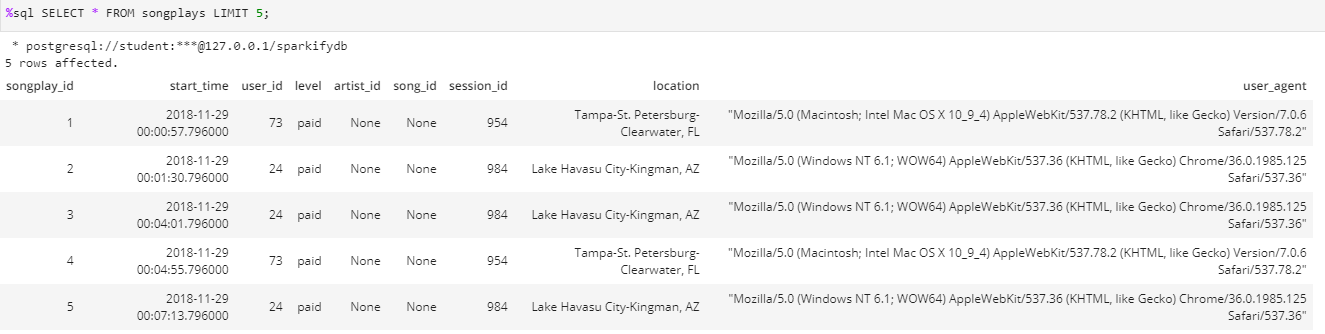 %sql SELECT * FROM songplays LIMIT 5;
* postgresql://student:***@127.0.0.1/sparkifydb
5 rows affected.
songplay_id start_time user_id level artist_id song_id session_id location user_agent
1 2018-11-29 00:00:57.796000 73 paid None None 954 Tampa-St. Petersburg-Clearwater, FL "Mozilla/5.0 (Macintosh; Intel Mac OS X 10_9_4) AppleWebKit/537.78.2 (KHTML, like Gecko) Version/7.0.6 Safari/537.78.2"
2 2018-11-29 00:01:30.796000 24 paid None None 984 Lake Havasu City-Kingman, AZ "Mozilla/5.0 (Windows NT 6.1; WOW64) AppleWebKit/537.36 (KHTML, like Gecko) Chrome/36.0.1985.125 Safari/537.36"
3 2018-11-29 00:04:01.796000 24 paid None None 984 Lake Havasu City-Kingman, AZ "Mozilla/5.0 (Windows NT 6.1; WOW64) AppleWebKit/537.36 (KHTML, like Gecko) Chrome/36.0.1985.125 Safari/537.36"
4 2018-11-29 00:04:55.796000 73 paid None None 954 Tampa-St. Petersburg-Clearwater, FL "Mozilla/5.0 (Macintosh; Intel Mac OS X 10_9_4) AppleWebKit/537.78.2 (KHTML, like Gecko) Version/7.0.6 Safari/537.78.2"
5 2018-11-29 00:07:13.796000 24 paid None None 984 Lake Havasu City-Kingman, AZ "Mozilla/5.0 (Windows NT 6.1; WOW64) AppleWebKit/537.36 (KHTML, like Gecko) Chrome/36.0.1985.125 Safari/537.36"